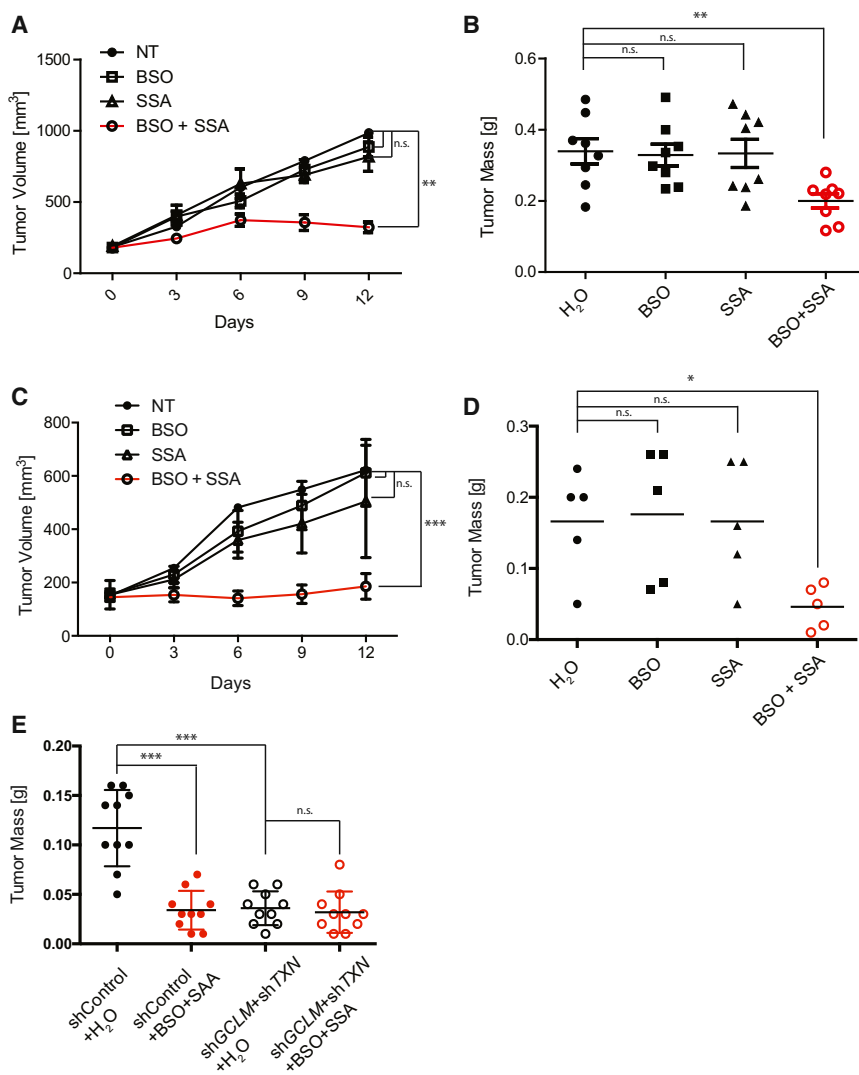 A
NT
BSO
SSA
BSO + SSA
Tumor Volume [mm³]
1500
1000
500
0
n.s.
**
0
3
6
9
12
Days
B
**
n.s.
n.s.
Tumor Mass [g]
0.6
0.4
0.2
0.0
H₂O
BSO
SSA
BSO+SSA
C
NT
BSO
SSA
BSO + SSA
Tumor Volume [mm³]
800
600
400
200
0
n.s.
***
0
3
6
9
12
Days
D
*
n.s.
n.s.
Tumor Mass [g]
0.3
0.2
0.1
0.0
H₂O
BSO
SSA
BSO + SSA
E
***
***
n.s.
Tumor Mass [g]
0.20
0.15
0.10
0.05
0.00
shControl
+H₂O
shControl
+BSO+SAA
shGCLM+shTXN
+H₂O
shGCLM+shTXN
+BSO+SSA